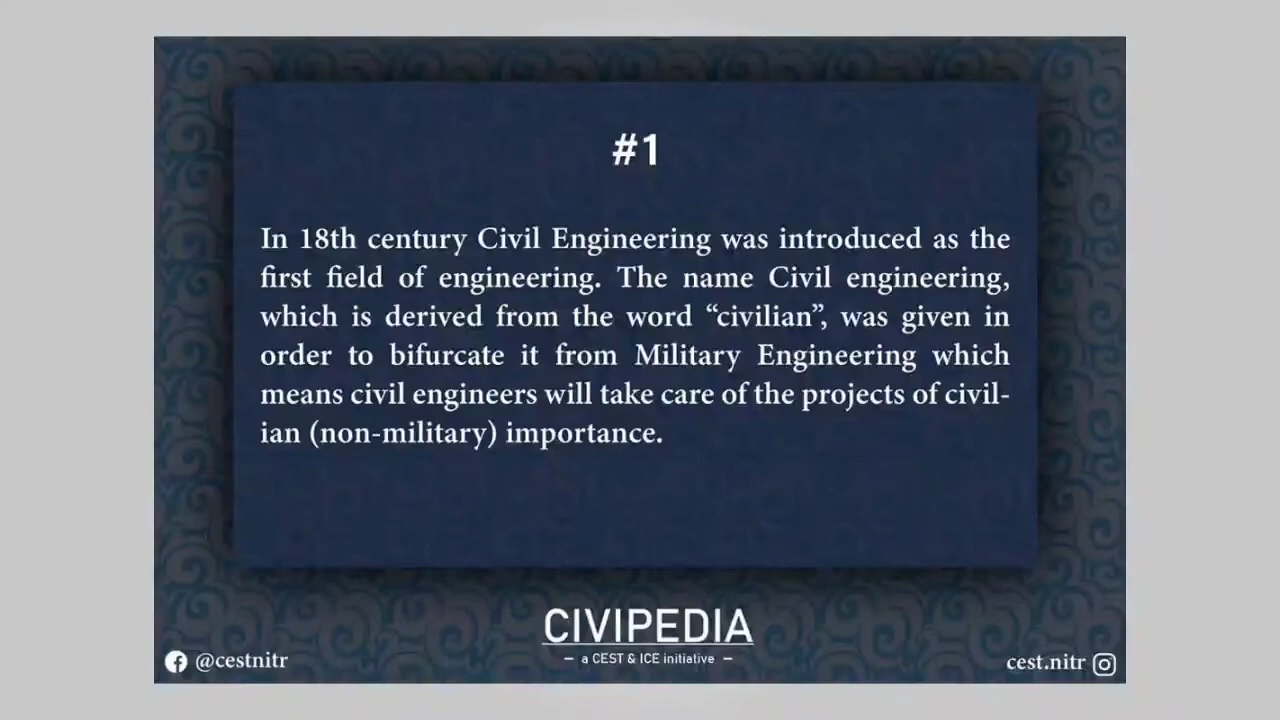 #1
In 18th century Civil Engineering was introduced as the
first field of engineering. The name Civil engineering,
which is derived from the word “civilian”, was given in
order to bifurcate it from Military Engineering which
means civil engineers will take care of the projects of civil-
ian (non-military) importance.
CIVIPEDIA
– a CEST & ICE initiative –
@cestnitr
cest.nitr